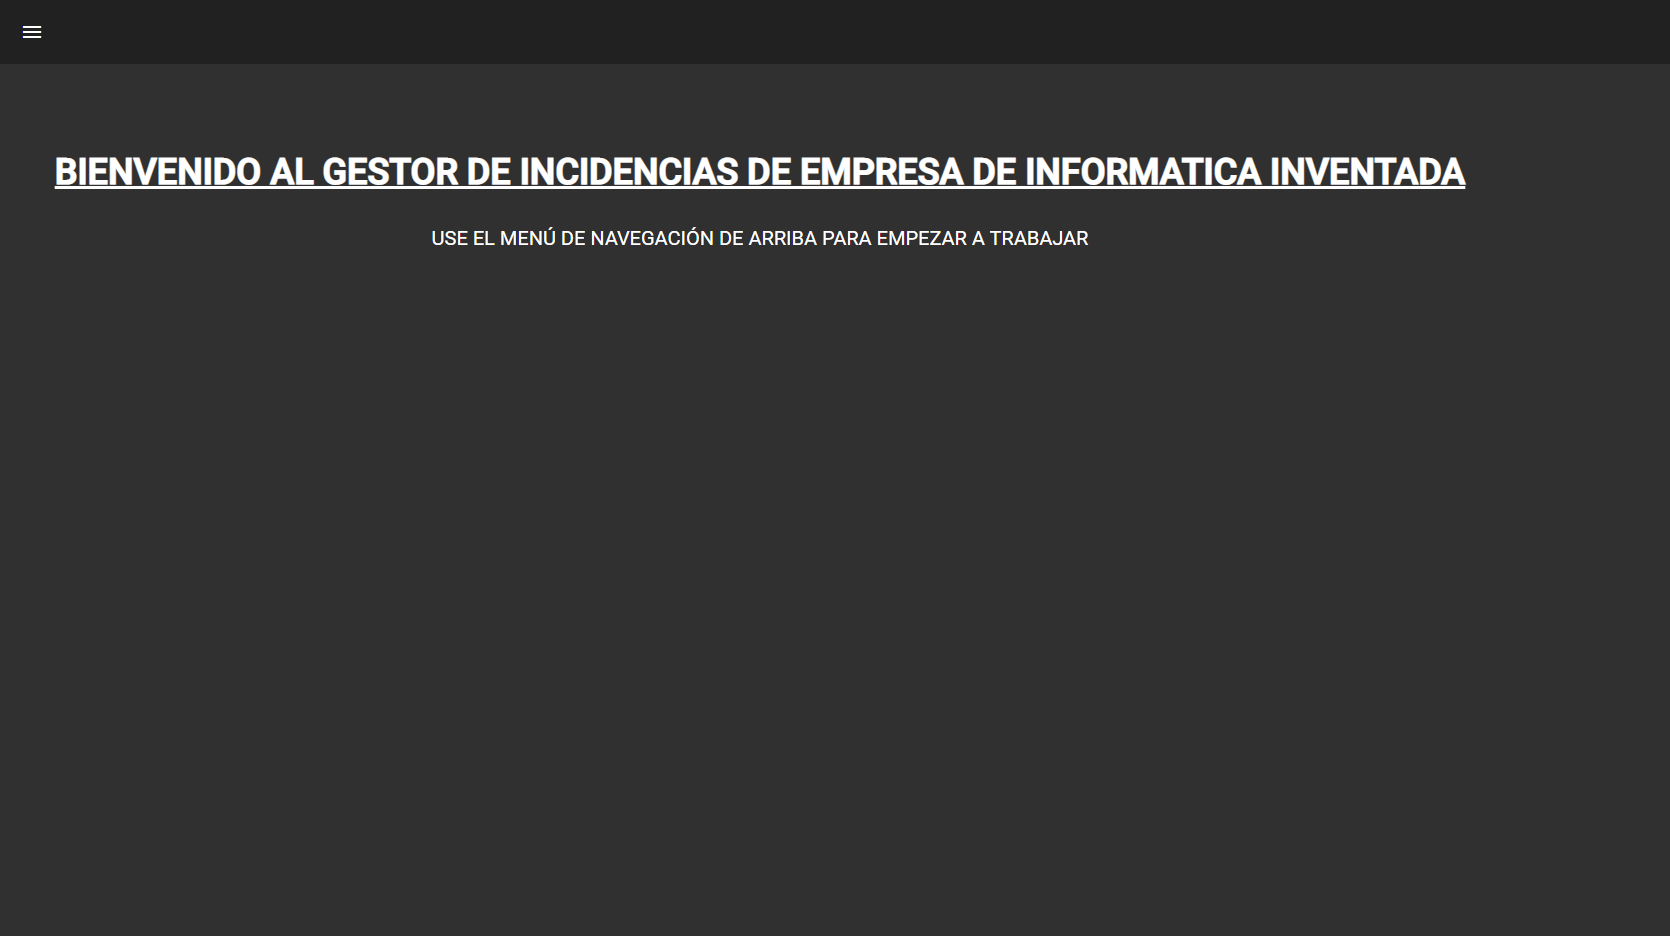 BIENVENIDO AL GESTOR DE INCIDENCIAS DE EMPRESA DE INFORMATICA INVENTADA
USE EL MENÚ DE NAVEGACIÓN DE ARRIBA PARA EMPEZAR A TRABAJAR